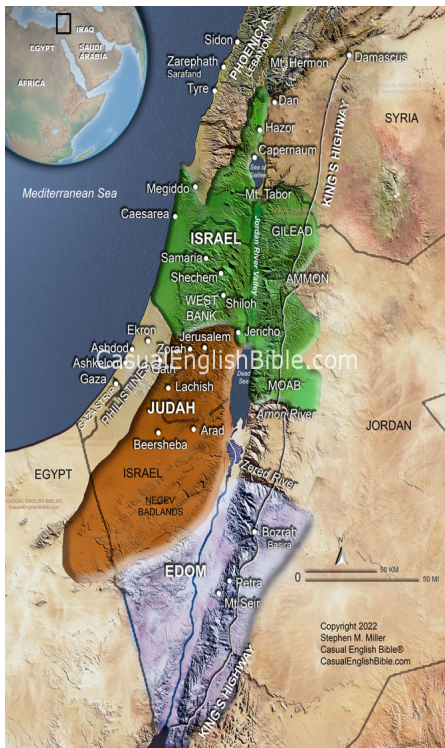 IRAQ
EGYPT
SAUDI
ARABIA
AFRICA
Sidon
PHOENICIA
LEBANON
Zarephath
Sarafand
Mt. Hermon
Damascus
Tyre
Dan
SYRIA
Hazor
KING'S HIGHWAY
Capernaum
Sea of
Galilee
Mediterranean Sea
Megiddo
Mt. Tabor
Caesarea
Jordan River Valley
GILEAD
ISRAEL
Samaria
Shechem
AMMON
WEST
BANK
Shiloh
Ekron
Jerusalem
Jericho
Ashdod
Zorah
CasualEnglishBible.com
Ashkelon
Gath
Gaza
GAZA STRIP
PHILISTINES
Lachish
Dead
Sea
MOAB
JUDAH
Arnon River
Arad
JORDAN
Beersheba
EGYPT
ISRAEL
Zered River
CASUAL ENGLISH BIBLE®
CasualEnglishBible.com
NEGEV
BADLANDS
Bozrah
Basira
N
EDOM
Petra
0
50 KM
50 MI
Mt Seir
Copyright 2022
Stephen M. Miller
Casual English Bible®
CasualEnglishBible.com
KING'S HIGHWAY